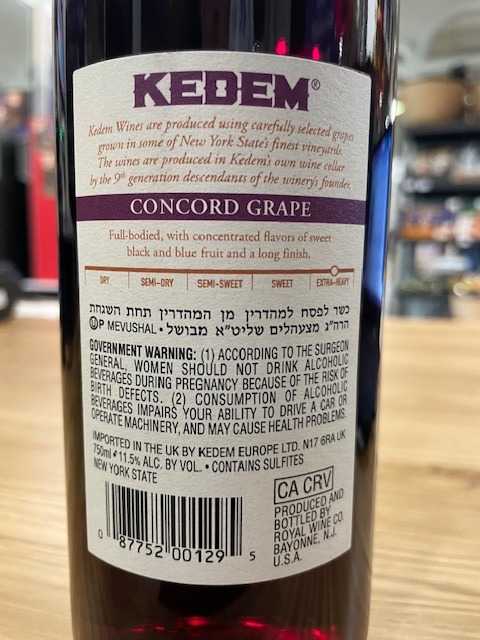 KEDEM®
Kedem Wines are produced using carefully selected grapes
grown in some of New York State's finest vineyards.
The wines are produced in Kedem's own wine cellar
by the 9th generation descendants of the winery's founder.
CONCORD GRAPE
Full-bodied, with concentrated flavors of sweet
black and blue fruit and a long finish.
DRY SEMI-DRY SEMI-SWEET SWEET EXTRA-HEAVY
כשר לפסח למהדרין מן המהדרין תחת השגחת
הרה"ג מצעהלים שליט"א מבושל • ⓊP MEVUSHAL
GOVERNMENT WARNING: (1) ACCORDING TO THE SURGEON
GENERAL, WOMEN SHOULD NOT DRINK ALCOHOLIC
BEVERAGES DURING PREGNANCY BECAUSE OF THE RISK OF
BIRTH DEFECTS. (2) CONSUMPTION OF ALCOHOLIC
BEVERAGES IMPAIRS YOUR ABILITY TO DRIVE A CAR OR
OPERATE MACHINERY, AND MAY CAUSE HEALTH PROBLEMS.
IMPORTED IN THE UK BY KEDEM EUROPE LTD. N17 6RA UK
750ml • 11.5% ALC. BY VOL. • CONTAINS SULFITES
NEW YORK STATE
CA CRV
PRODUCED AND
BOTTLED BY
ROYAL WINE CO.
BAYONNE, N.J.
U.S.A.
0 87752 00129 5